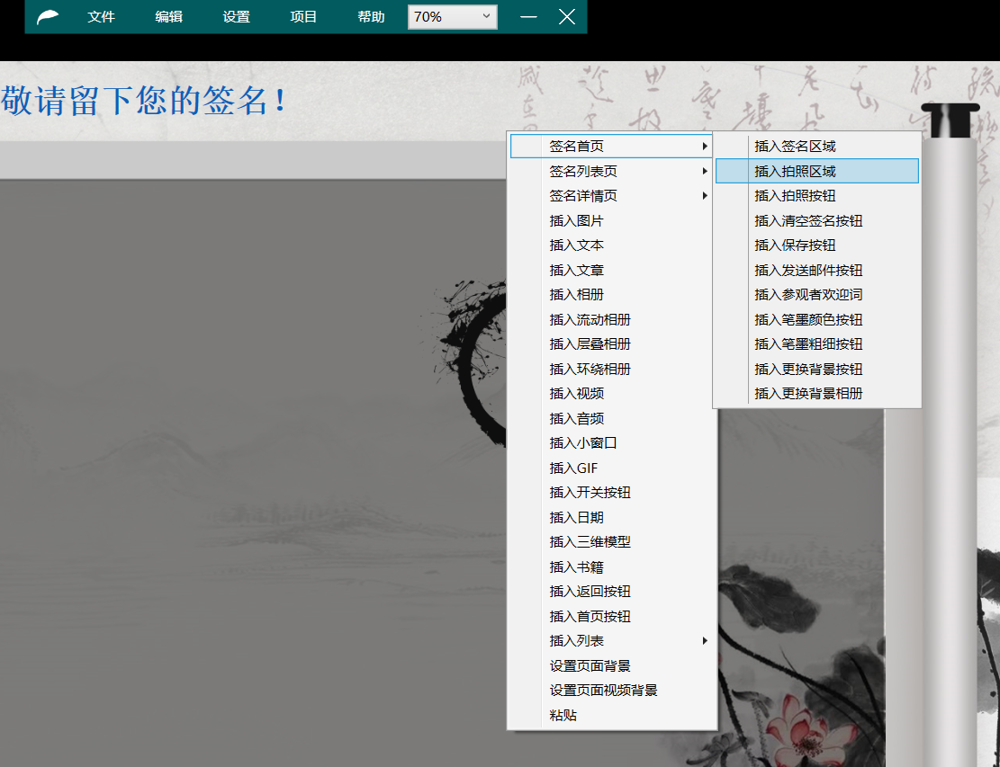 文件 编辑 设置 项目 帮助 70%
敬请留下您的签名！
签名首页
签名列表页
签名详情页
插入图片
插入文本
插入文章
插入相册
插入流动相册
插入层叠相册
插入环绕相册
插入视频
插入音频
插入小窗口
插入GIF
插入开关按钮
插入日期
插入三维模型
插入书籍
插入返回按钮
插入首页按钮
插入列表
设置页面背景
设置页面视频背景
粘贴
插入签名区域
插入拍照区域
插入拍照按钮
插入清空签名按钮
插入保存按钮
插入发送邮件按钮
插入参观者欢迎词
插入笔墨颜色按钮
插入笔墨粗细按钮
插入更换背景按钮
插入更换背景相册